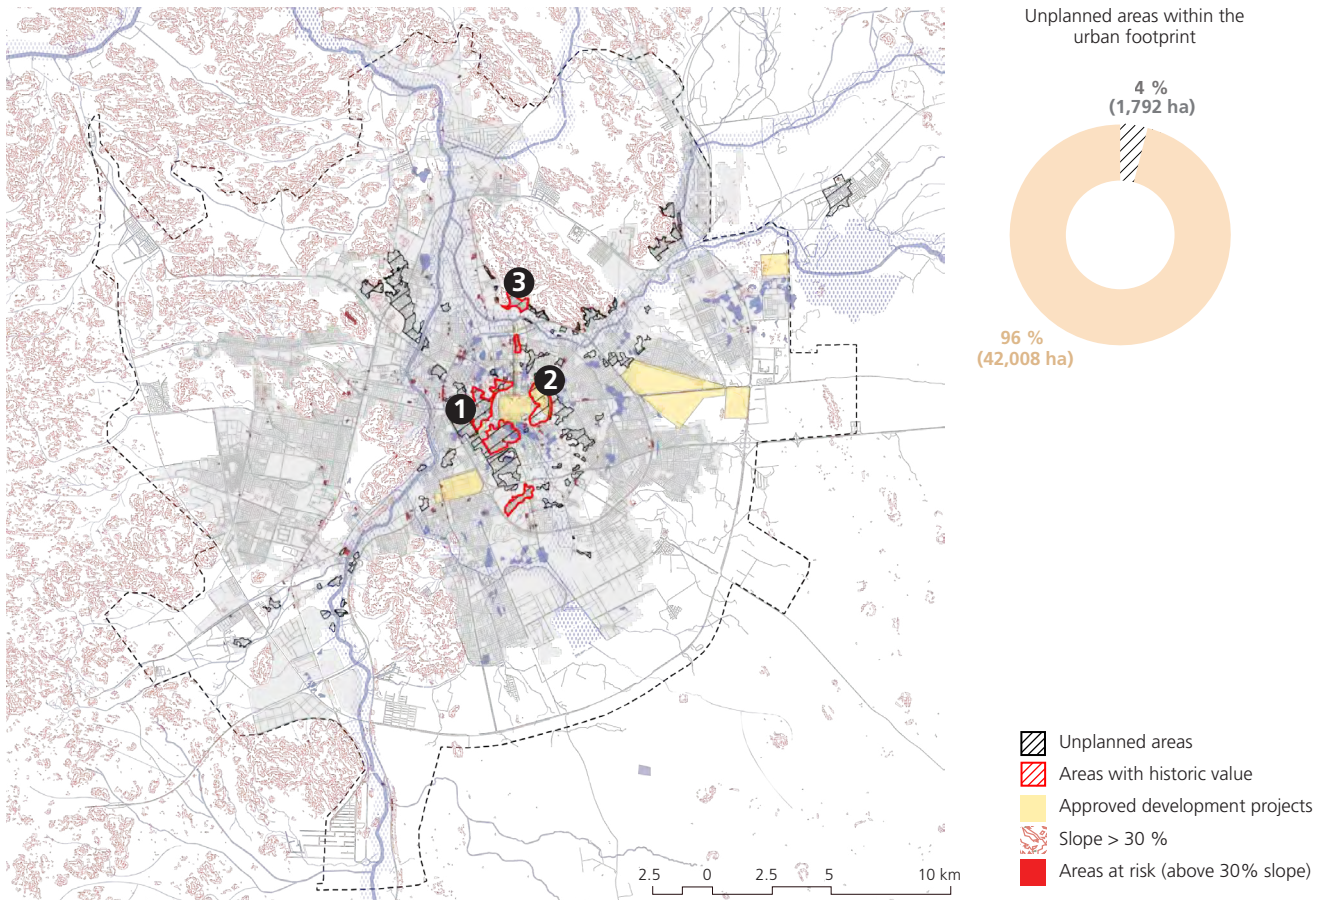 Unplanned areas within the
urban footprint
4 %
(1,792 ha)
96 %
(42,008 ha)
3
2
1
Unplanned areas
Areas with historic value
Approved development projects
Slope > 30 %
Areas at risk (above 30% slope)
2.5 0 2.5 5 10 km